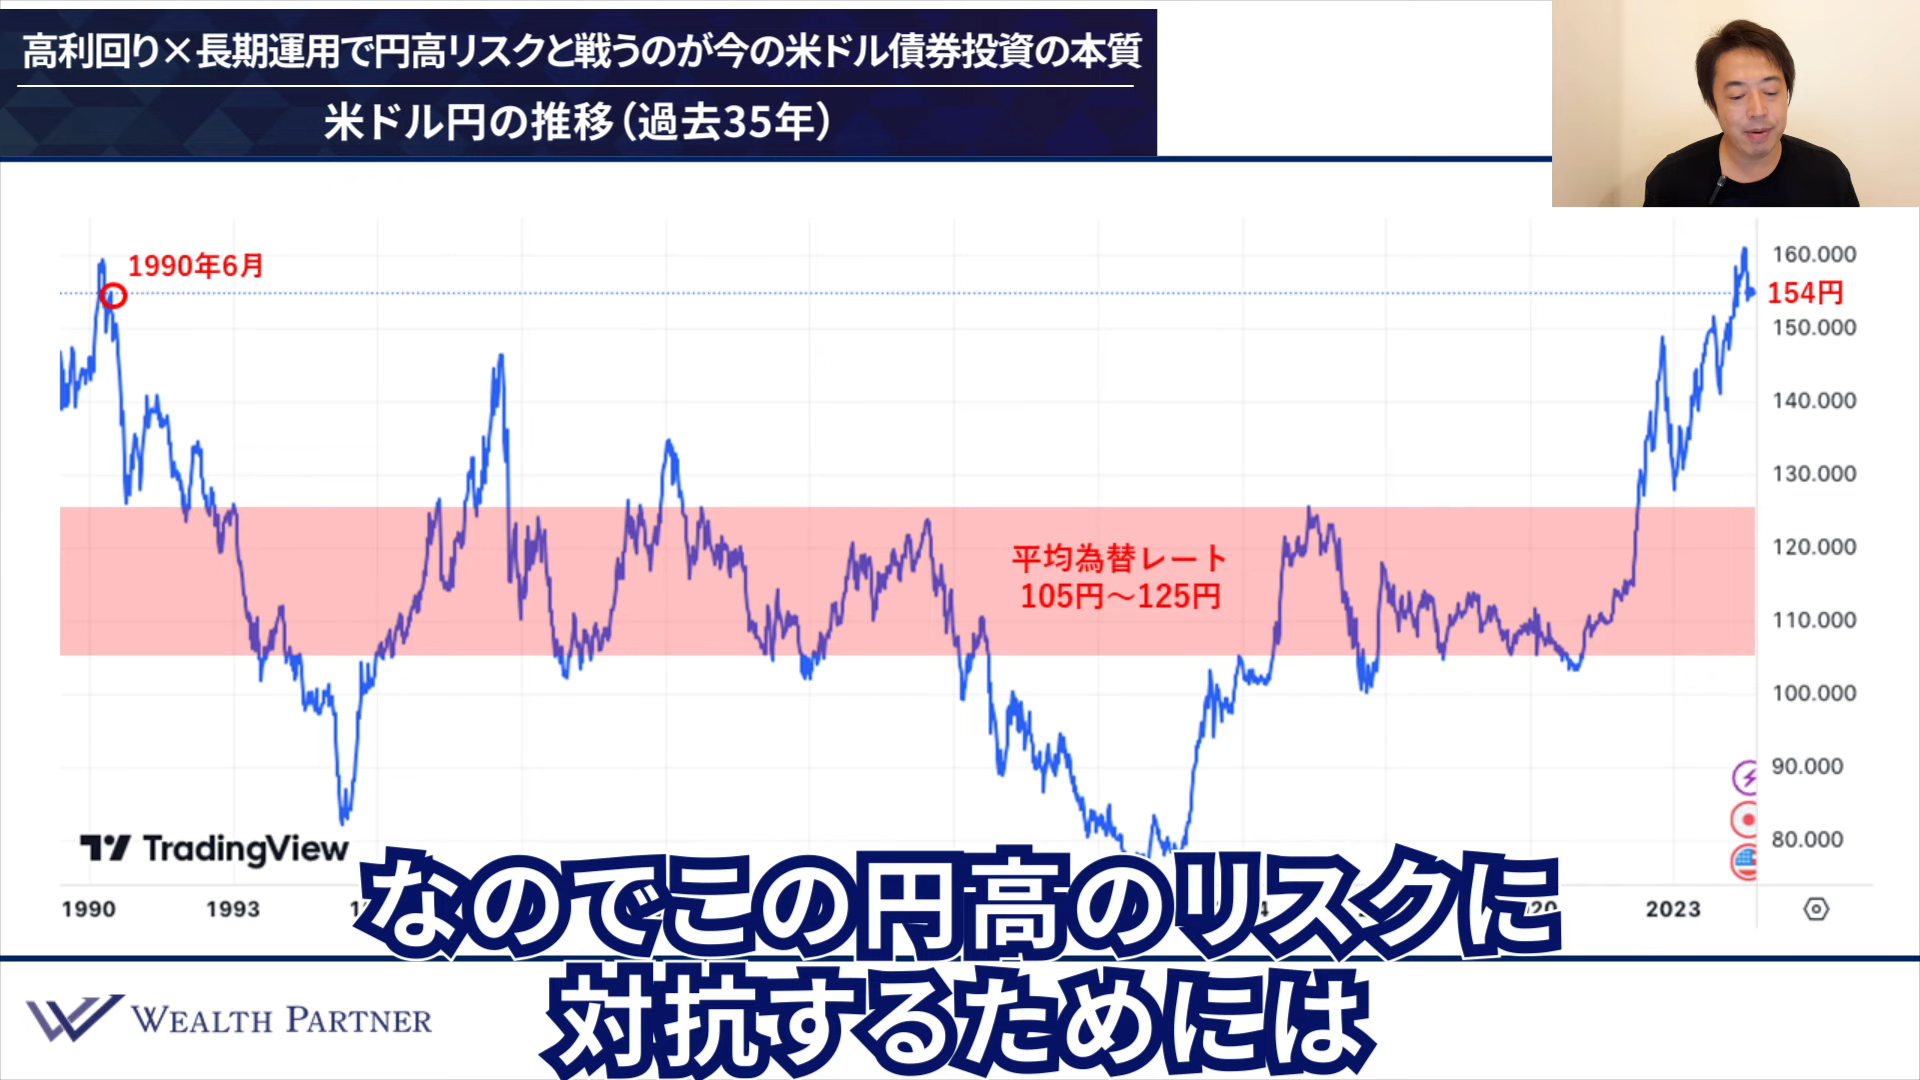 高利回り×長期運用で円高リスクと戦うのが今の米ドル債券投資の本質
米ドル円の推移（過去35年）
1990年6月
160.000
154円
150.000
140.000
130.000
平均為替レート
120.000
105円～125円
110.000
100.000
90.000
80.000
TradingView
1990
1993
2023
なのでこの円高のリスクに
対抗するためには
WEALTH PARTNER